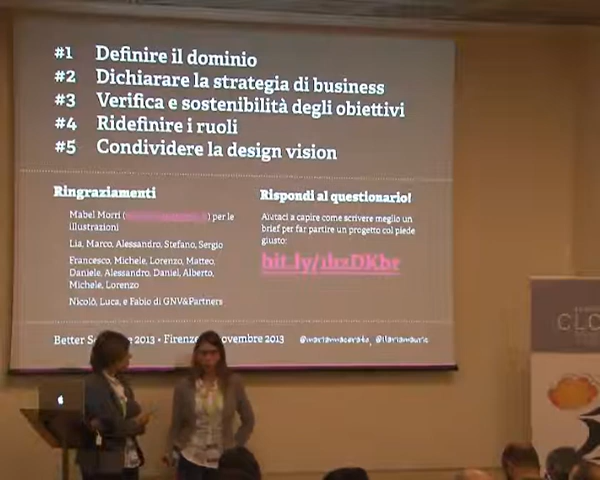 #1 Definire il dominio
#2 Dichiarare la strategia di business
#3 Verifica e sostenibilità degli obiettivi
#4 Ridefinire i ruoli
#5 Condividere la design vision
Ringraziamenti
Mabel Morri ( ) per le
illustrazioni
Lia, Marco, Alessandro, Stefano, Sergio
Francesco, Michele, Lorenzo, Matteo,
Daniele, Alessandro, Daniel, Alberto,
Michele, Lorenzo
Nicolò, Luca, e Fabio di GNV&Partners
Rispondi al questionario!
Aiutaci a capire come scrivere meglio un
brief per far partire un progetto col piede
giusto:
Better 2013 • Firenze novembre 2013